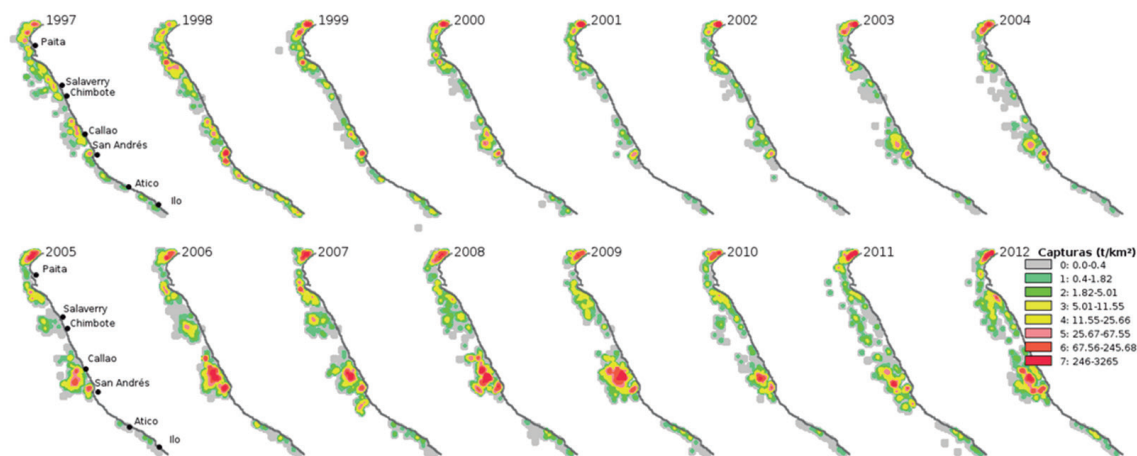 1997 1998 1999 2000 2001 2002 2003 2004
Paita
Salaverry
Chimbote
Callao
San Andrés
Atico
Ilo
2005 2006 2007 2008 2009 2010 2011 2012
Paita
Salaverry
Chimbote
Callao
San Andrés
Atico
Ilo
Capturas (t/km²)
0: 0.0-0.4
1: 0.4-1.82
2: 1.82-5.01
3: 5.01-11.55
4: 11.55-25.66
5: 25.67-67.55
6: 67.56-245.68
7: 246-3265